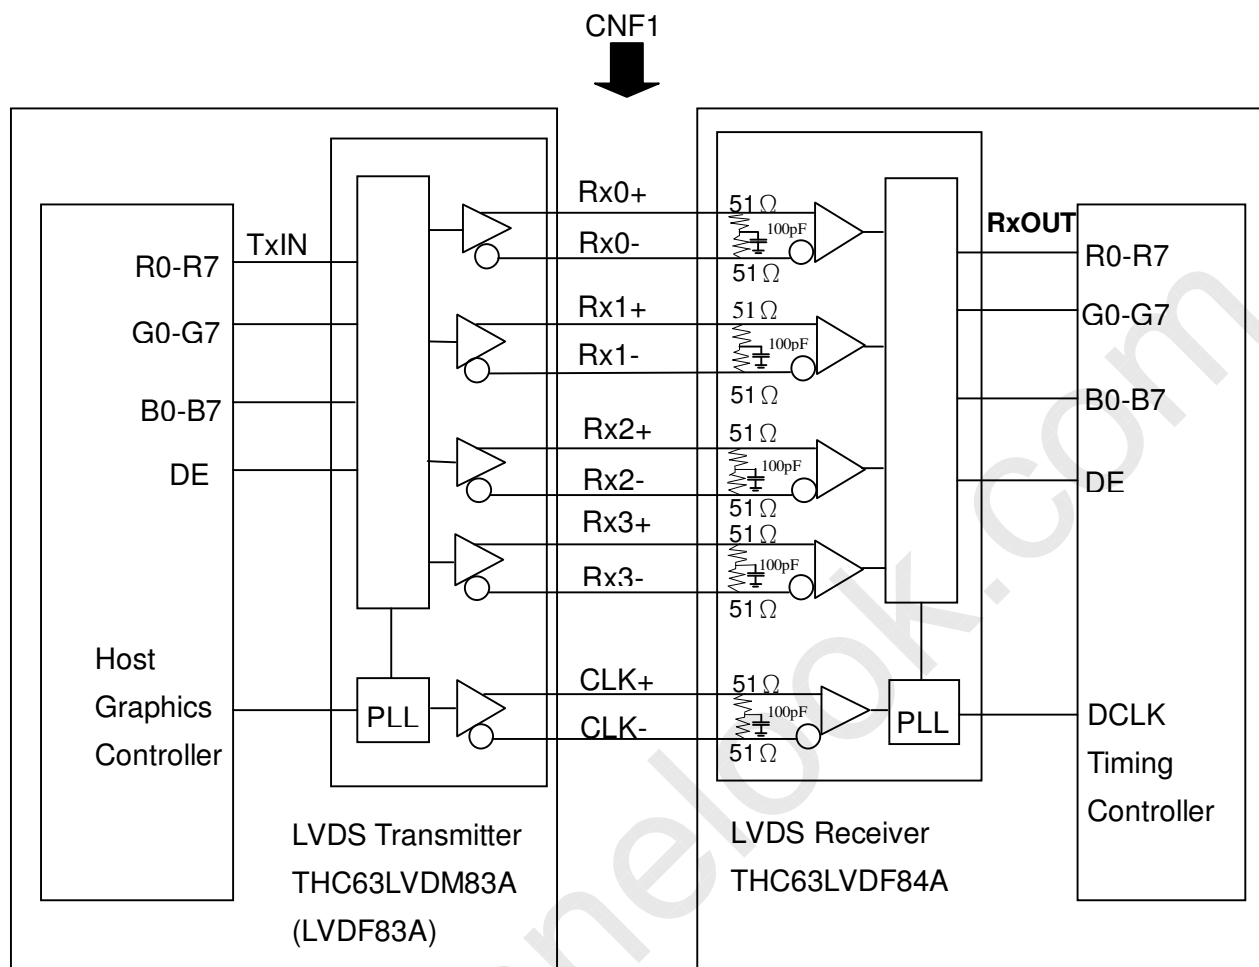 CNF1
Host
Graphics
Controller
R0-R7
G0-G7
B0-B7
DE
TxIN
PLL
LVDS Transmitter
THC63LVDM83A
(LVDF83A)
Rx0+
Rx0-
Rx1+
Rx1-
Rx2+
Rx2-
Rx3+
Rx3-
CLK+
CLK-
51Ω
100pF
51Ω
51Ω
100pF
51Ω
51Ω
100pF
51Ω
51Ω
100pF
51Ω
51Ω
100pF
51Ω
PLL
LVDS Receiver
THC63LVDF84A
RxOUT
R0-R7
G0-G7
B0-B7
DE
DCLK
Timing
Controller
nelook.com